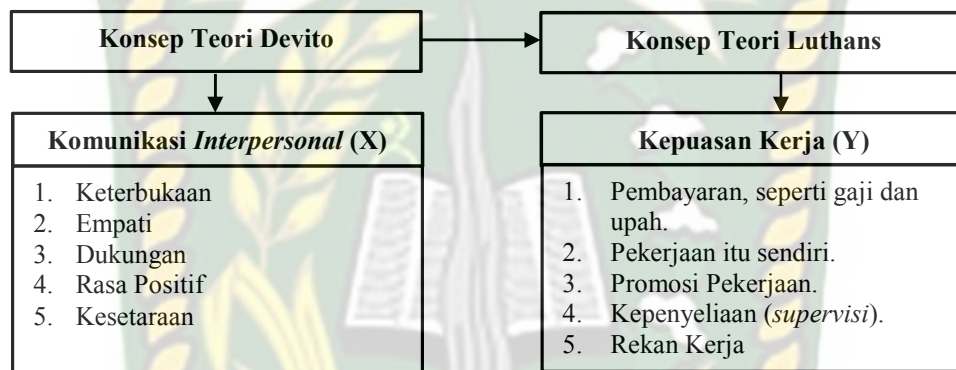 Konsep Teori Devito
Konsep Teori Luthans
Komunikasi Interpersonal (X)
1. Keterbukaan
2. Empati
3. Dukungan
4. Rasa Positif
5. Kesetaraan
Kepuasan Kerja (Y)
1. Pembayaran, seperti gaji dan
upah.
2. Pekerjaan itu sendiri.
3. Promosi Pekerjaan.
4. Kepenyeliaan (supervisi).
5. Rekan Kerja